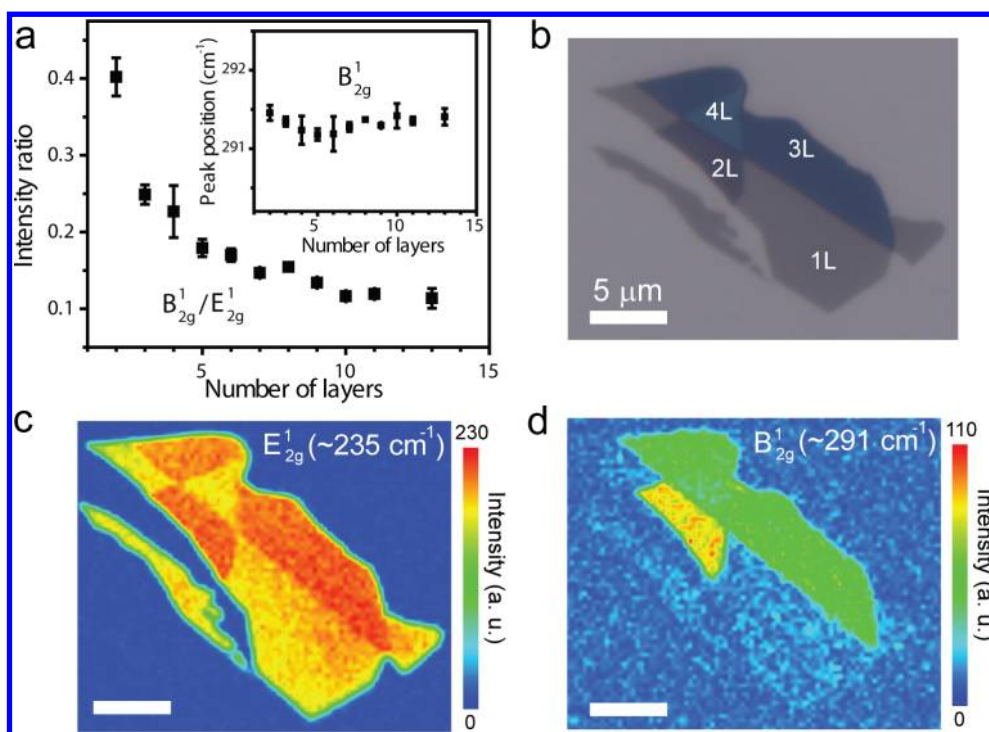 a
Intensity ratio
0.4
0.3
0.2
0.1
5
10
15
Number of layers
B¹₂g/E¹₂g
Peak position (cm⁻¹)
292
291
B¹₂g
5
10
15
Number of layers
b
4L
3L
2L
1L
5 μm
c
E¹₂g (~235 cm⁻¹)
230
Intensity (a. u.)
0
d
B¹₂g (~291 cm⁻¹)
110
Intensity (a. u.)
0